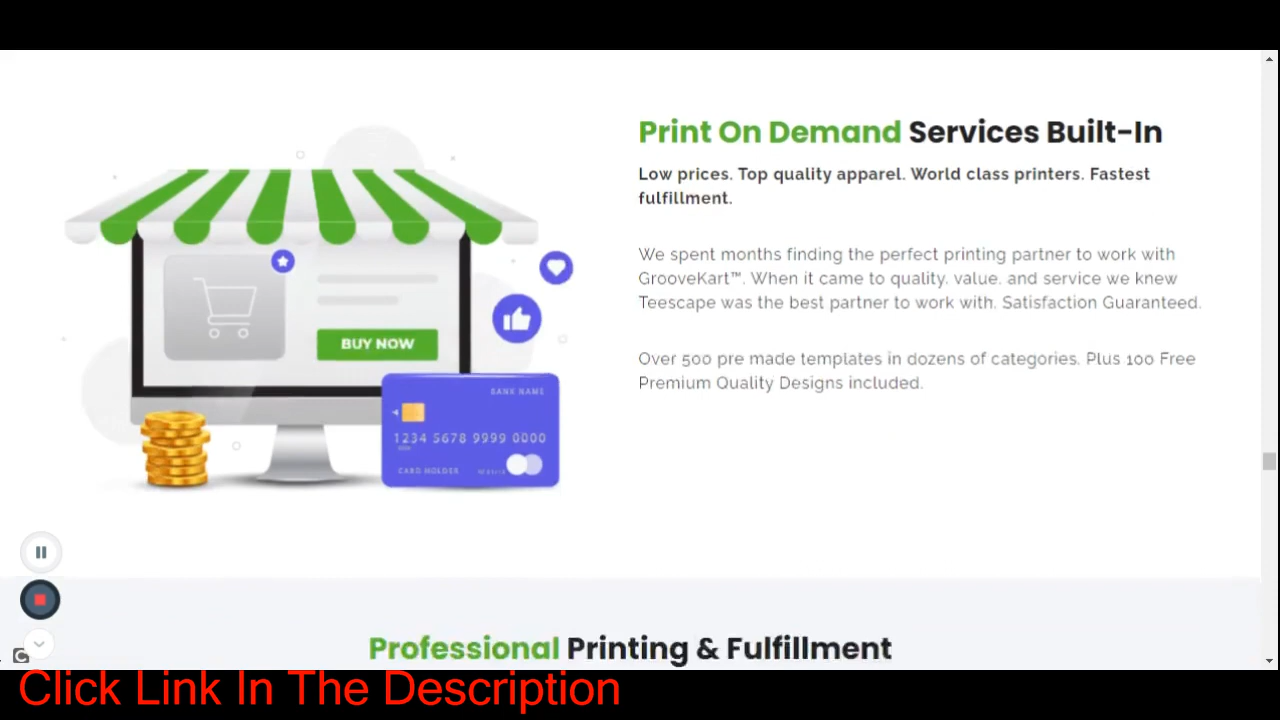 Print On Demand Services Built-In
Low prices. Top quality apparel. World class printers. Fastest
fulfillment.
We spent months finding the perfect printing partner to work with
GrooveKart™. When it came to quality, value, and service we knew
Teescape was the best partner to work with. Satisfaction Guaranteed.
Over 500 pre made templates in dozens of categories. Plus 100 Free
Premium Quality Designs included.
BUY NOW
BANK NAME
1234 5678 9999 0000
CARD HOLDER
Professional Printing & Fulfillment
Click Link In The Description